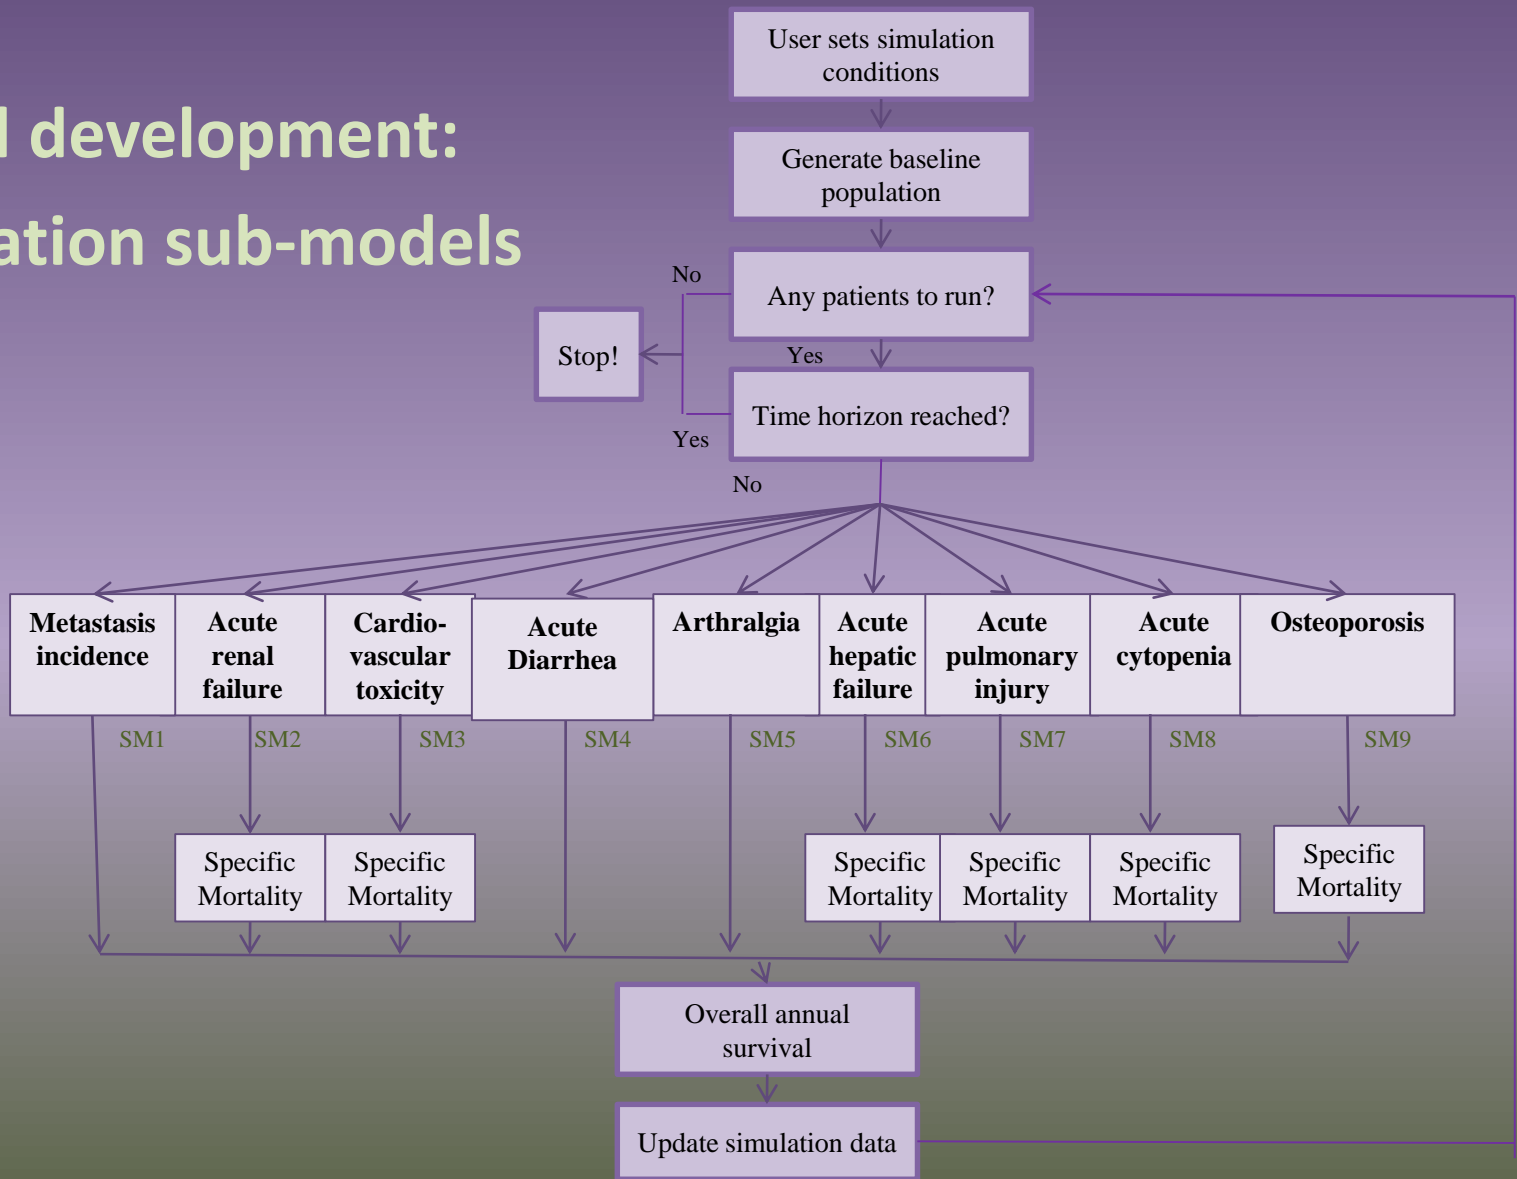 development:
sub-models
User sets simulation
conditions
Generate baseline
population
No
Any patients to run?
Stop!
Yes
Time horizon reached?
Yes
No
Metastasis
incidence
Acute
renal
failure
Cardio-
vascular
toxicity
Acute
Diarrhea
Arthralgia
Acute
hepatic
failure
Acute
pulmonary
injury
Acute
cytopenia
Osteoporosis
SM1
SM2
SM3
SM4
SM5
SM6
SM7
SM8
SM9
Specific
Mortality
Specific
Mortality
Specific
Mortality
Specific
Mortality
Specific
Mortality
Specific
Mortality
Overall annual
survival
Update simulation data